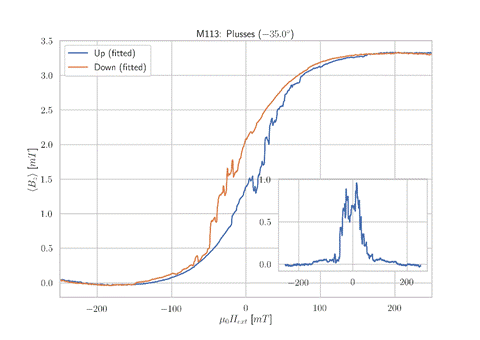 M113: Plusses (−35.0°)
3.5
3.0
2.5
2.0
1.5
1.0
0.5
0.0
⟨B_z⟩ [mT]
Up (fitted)
Down (fitted)
1.0
0.5
0.0
−200 0 200
−200 −100 0 100 200
μ₀H_ext [mT]